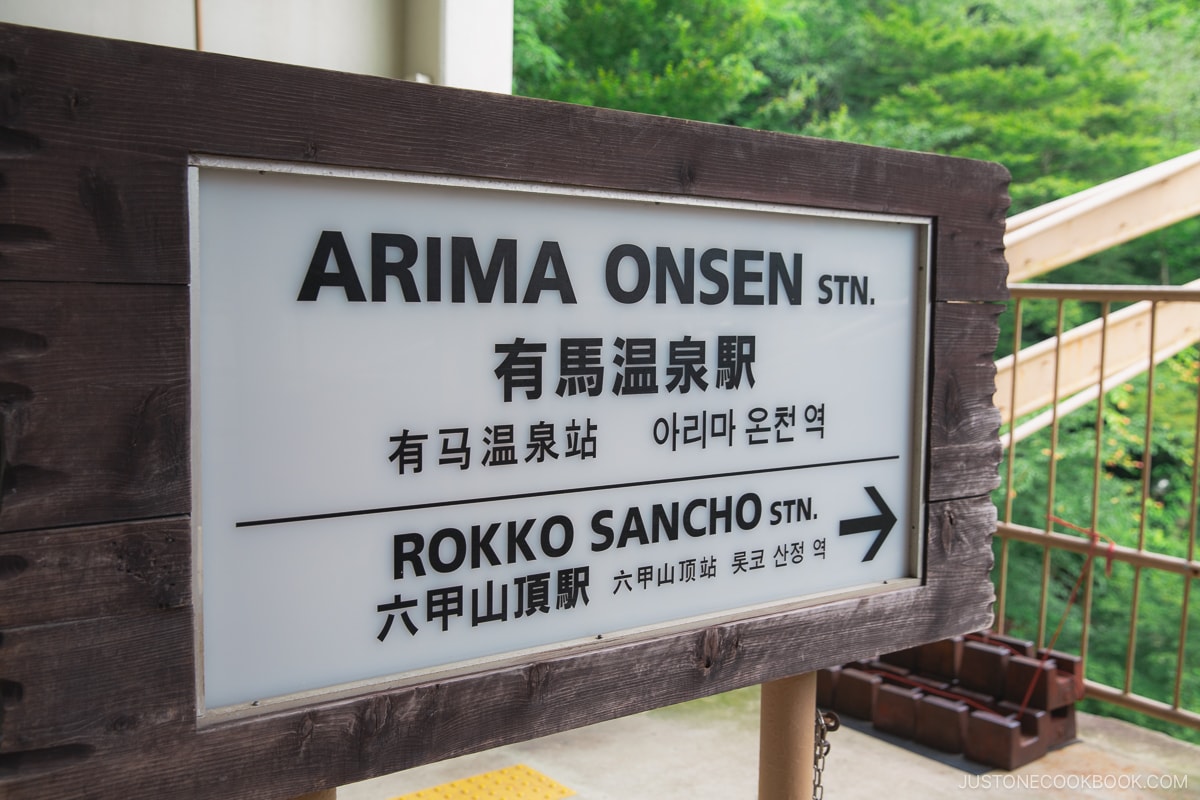 ARIMA ONSEN STN.
有馬温泉駅
有马温泉站 아리마 온천 역
ROKKO SANCHO STN. →
六甲山頂駅 六甲山顶站 롯코 산정 역
JUSTONECOOKBOOK.COM